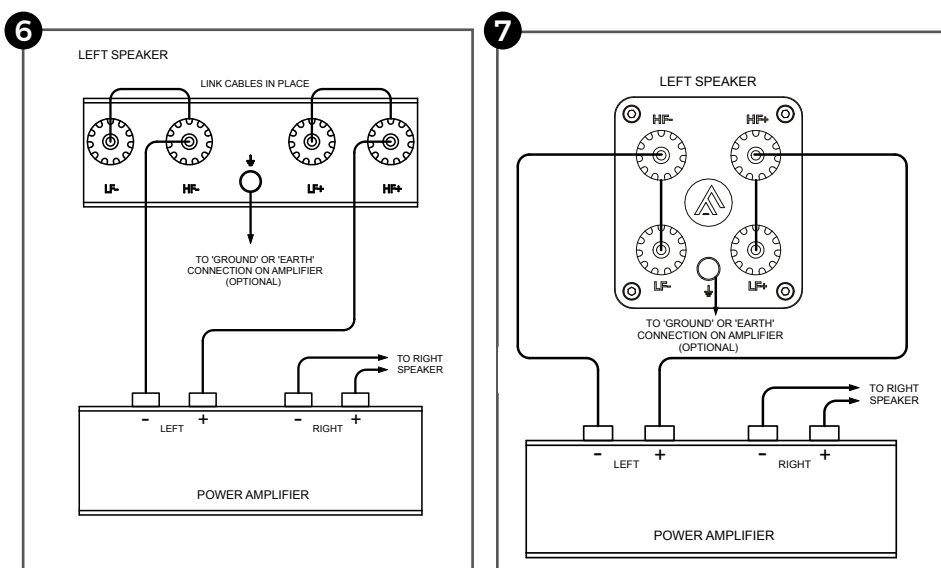 6
LEFT SPEAKER
LINK CABLES IN PLACE
LF- HF- LF+ HF+
TO 'GROUND' OR 'EARTH'
CONNECTION ON AMPLIFIER
(OPTIONAL)
TO RIGHT
SPEAKER
- + - +
LEFT RIGHT
POWER AMPLIFIER
7
LEFT SPEAKER
HF- HF+
LF- LF+
TO 'GROUND' OR 'EARTH'
CONNECTION ON AMPLIFIER
(OPTIONAL)
TO RIGHT
SPEAKER
- + - +
LEFT RIGHT
POWER AMPLIFIER